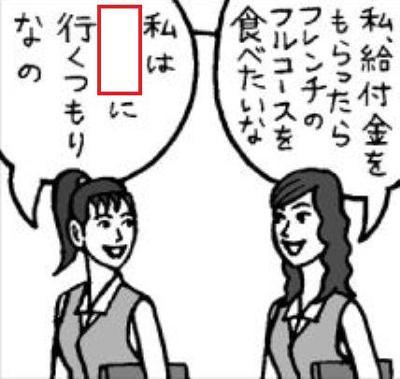 私、給付金を
もらったら
フレンチの
フルコースを
食べたいな
私は
に
行くつもり
なの